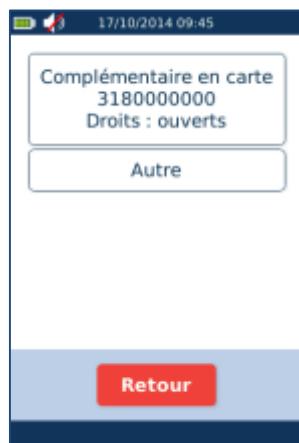 17/10/2014 09:45
Complémentaire en carte
3180000000
Droits : ouverts
Autre
Retour